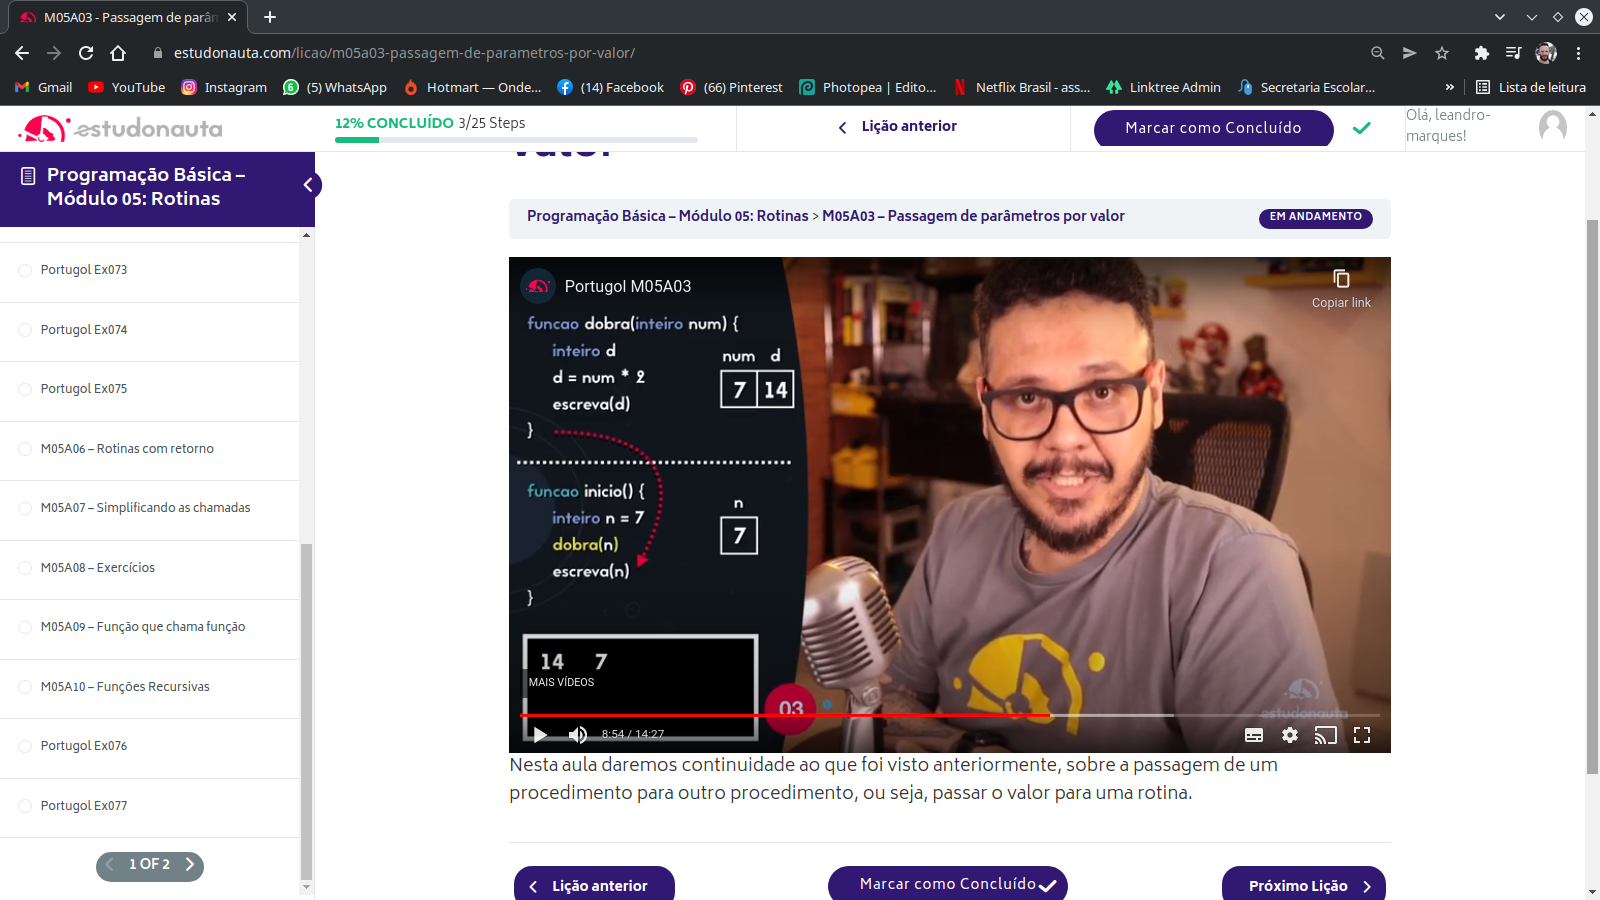 M05A03 - Passagem de parâm
estudonauta.com/licao/m05a03-passagem-de-parametros-por-valor/
Gmail
YouTube
Instagram
(5) WhatsApp
Hotmart — Onde...
(14) Facebook
(66) Pinterest
Photopea | Edito...
Netflix Brasil - ass...
Linktree Admin
Secretaria Escolar...
»
Lista de leitura
estudonauta
12% CONCLUÍDO 3/25 Steps
Lição anterior
Marcar como Concluído
Olá, leandro-
marques!
Programação Básica –
Módulo 05: Rotinas
Portugol Ex073
Portugol Ex074
Portugol Ex075
M05A06 – Rotinas com retorno
M05A07 – Simplificando as chamadas
M05A08 – Exercícios
M05A09 – Função que chama função
M05A10 – Funções Recursivas
Portugol Ex076
Portugol Ex077
1 OF 2
valor
Programação Básica – Módulo 05: Rotinas > M05A03 – Passagem de parâmetros por valor
EM ANDAMENTO
Portugol M05A03
Copiar link
funcao dobra(inteiro num) {
inteiro d
d = num * 2
escreva(d)
}
num d
7 14
funcao inicio() {
inteiro n = 7
dobra(n)
escreva(n)
}
n
7
14 7
MAIS VÍDEOS
03
estudonauta
8:54 / 14:27
Nesta aula daremos continuidade ao que foi visto anteriormente, sobre a passagem de um
procedimento para outro procedimento, ou seja, passar o valor para uma rotina.
Lição anterior
Marcar como Concluído
Próximo Lição